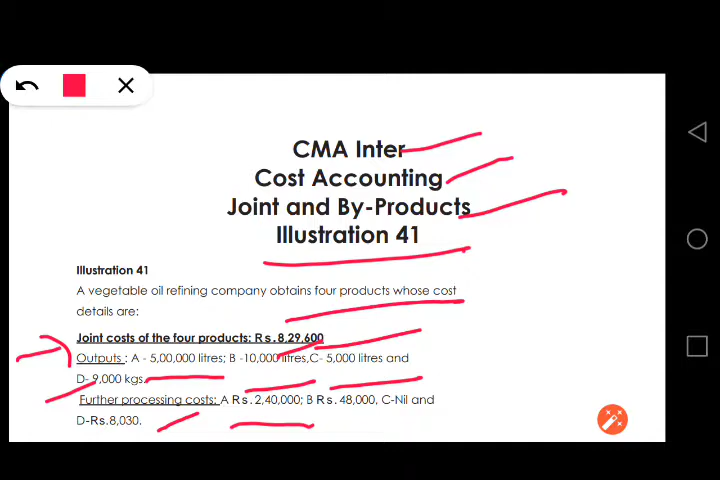 CMA Inter
Cost Accounting
Joint and By-Products
Illustration 41
Illustration 41
A vegetable oil refining company obtains four products whose cost
details are:
Joint costs of the four products: Rs.8,29,600
Outputs : A - 5,00,000 litres; B -10,000 litres,C- 5,000 litres and
D- 9,000 kgs.
Further processing costs: A Rs. 2,40,000; B Rs. 48,000, C-Nil and
D-Rs.8,030.